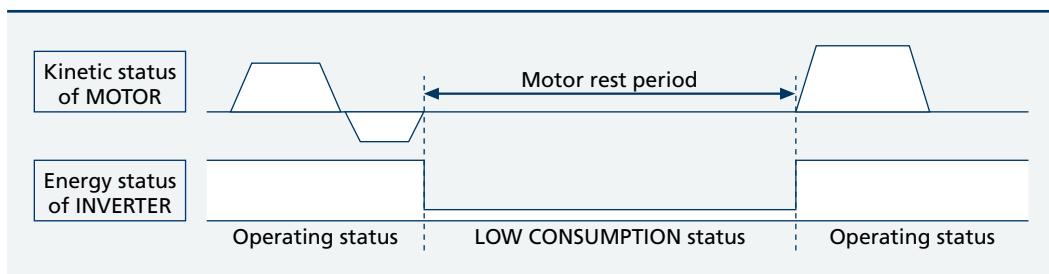 Kinetic status
of MOTOR
Motor rest period
Energy status
of INVERTER
Operating status
LOW CONSUMPTION status
Operating status